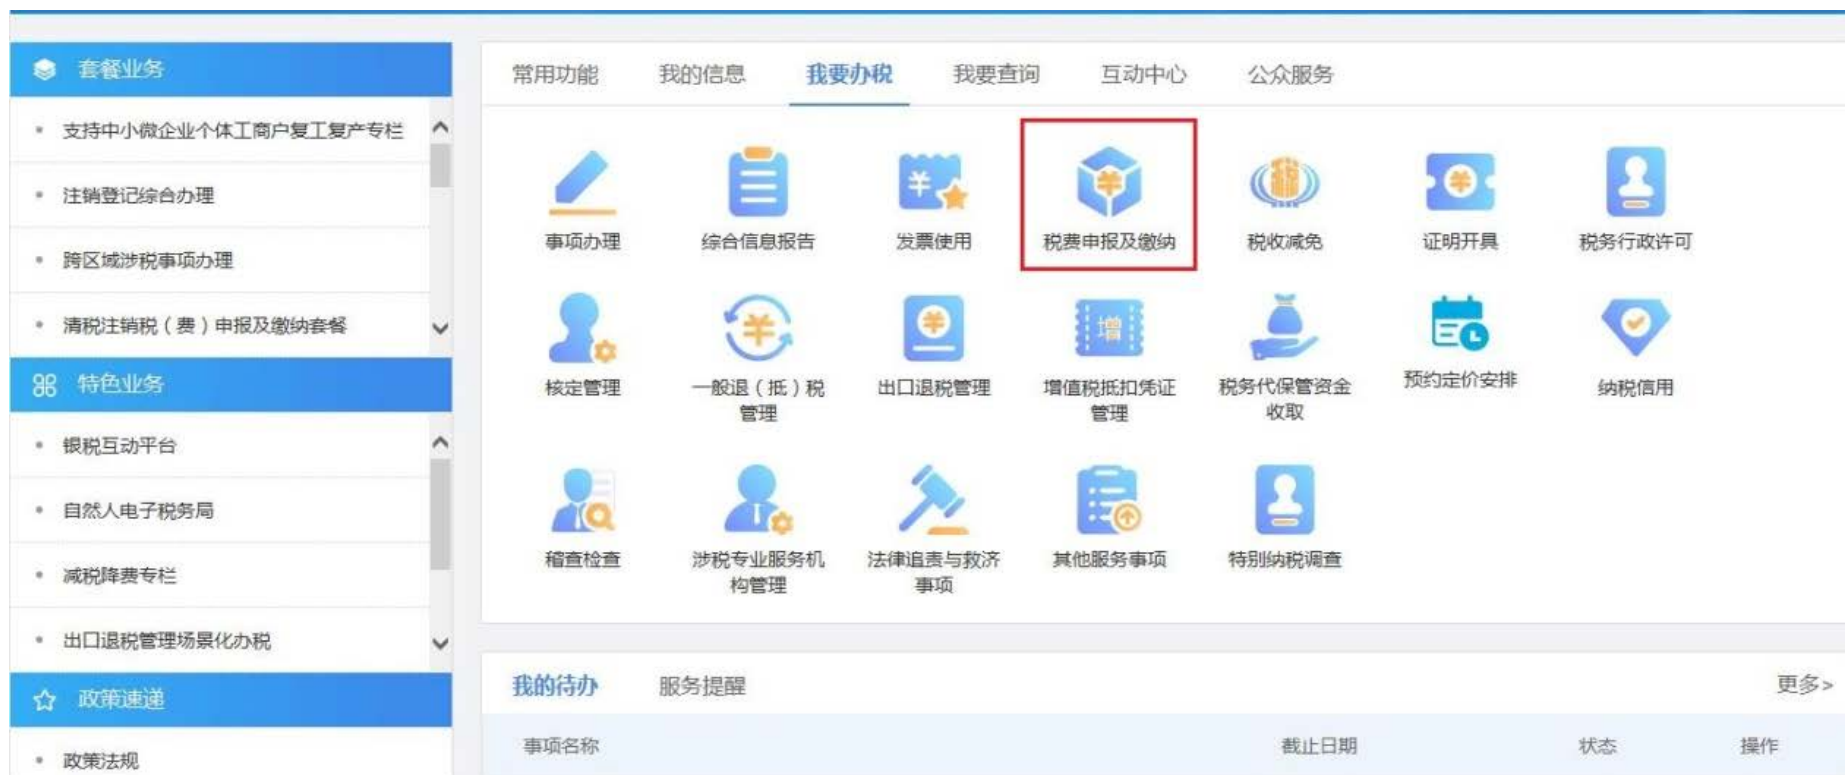 套餐业务
支持中小微企业个体工商户复工复产专栏
注销登记综合办理
跨区域涉税事项办理
清税注销税（费）申报及缴纳套餐
特色业务
银税互动平台
自然人电子税务局
减税降费专栏
出口退税管理场景化办税
政策速递
政策法规
常用功能 我的信息 我要办税 我要查询 互动中心 公众服务
¥ ¥ 税 ¥
事项办理 综合信息报告 发票使用 税费申报及缴纳 税收减免 证明开具 税务行政许可
¥ ¥ 增
核定管理 一般退（抵）税 出口退税管理 增值税抵扣凭证 税务代保管资金 预约定价安排 纳税信用
管理 管理 收取
稽查检查 涉税专业服务机 法律追责与救济 其他服务事项 特别纳税调查
构管理 事项
我的待办 服务提醒 更多>
事项名称 截止日期 状态 操作